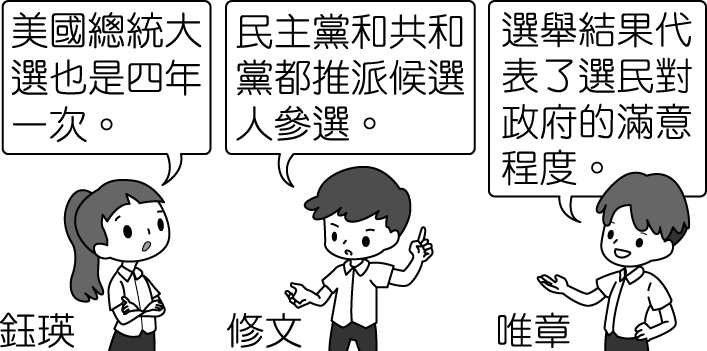 美國總統大
選也是四年
一次。
民主黨和共和
黨都推派候選
人參選。
選舉結果代
表了選民對
政府的滿意
程度。
鈺瑛
修文
唯章